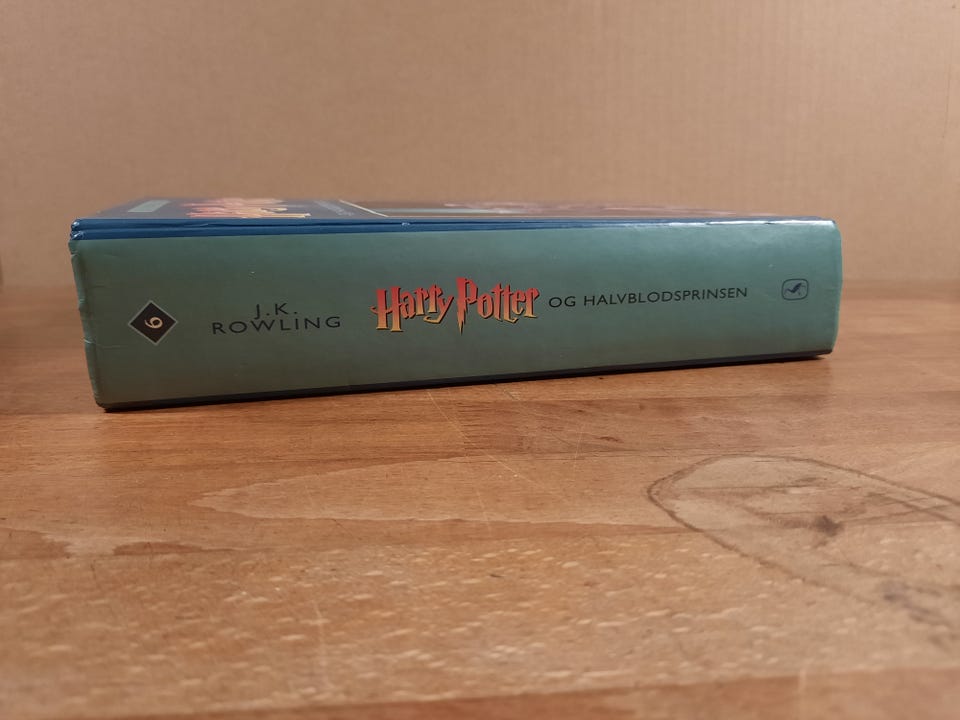 6
J.K.
ROWLING
Harry Potter
OG HALVBLODSPRINSEN